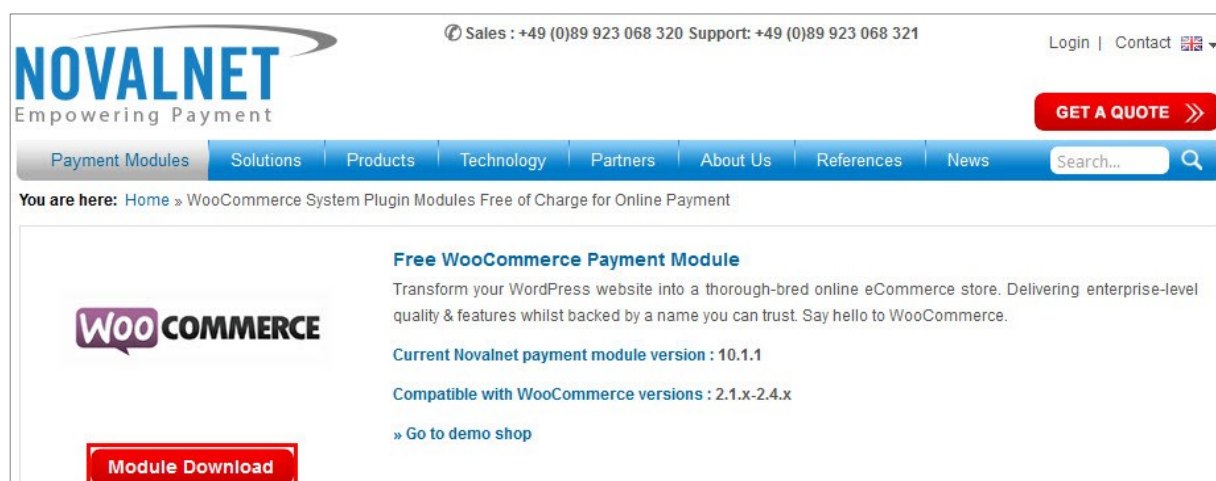 Sales : +49 (0)89 923 068 320 Support: +49 (0)89 923 068 321
Login | Contact
NOVALNET
Empowering Payment
GET A QUOTE »
Payment Modules Solutions Products Technology Partners About Us References News Search...
You are here: Home » WooCommerce System Plugin Modules Free of Charge for Online Payment
Free WooCommerce Payment Module
Transform your WordPress website into a thorough-bred online eCommerce store. Delivering enterprise-level
quality & features whilst backed by a name you can trust. Say hello to WooCommerce.
WOO COMMERCE
Current Novalnet payment module version : 10.1.1
Compatible with WooCommerce versions : 2.1.x-2.4.x
» Go to demo shop
Module Download